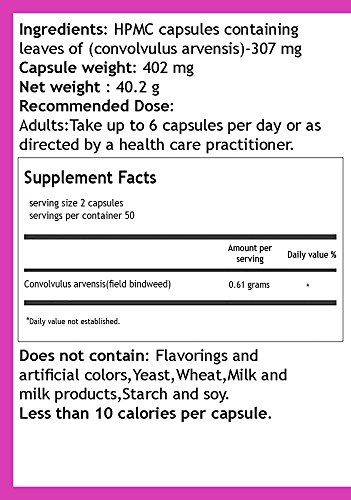 Ingredients: HPMC capsules containing
leaves of (convolvulus arvensis)-307 mg
Capsule weight: 402 mg
Net weight : 40.2 g
Recommended Dose:
Adults:Take up to 6 capsules per day or as
directed by a health care practitioner.
Supplement Facts
serving size 2 capsules
servings per container 50
Amount per
serving
Daily value %
Convolvulus arvensis(field bindweed) 0.61 grams *
*Daily value not established.
Does not contain: Flavorings and
artificial colors,Yeast,Wheat,Milk and
milk products,Starch and soy.
Less than 10 calories per capsule.